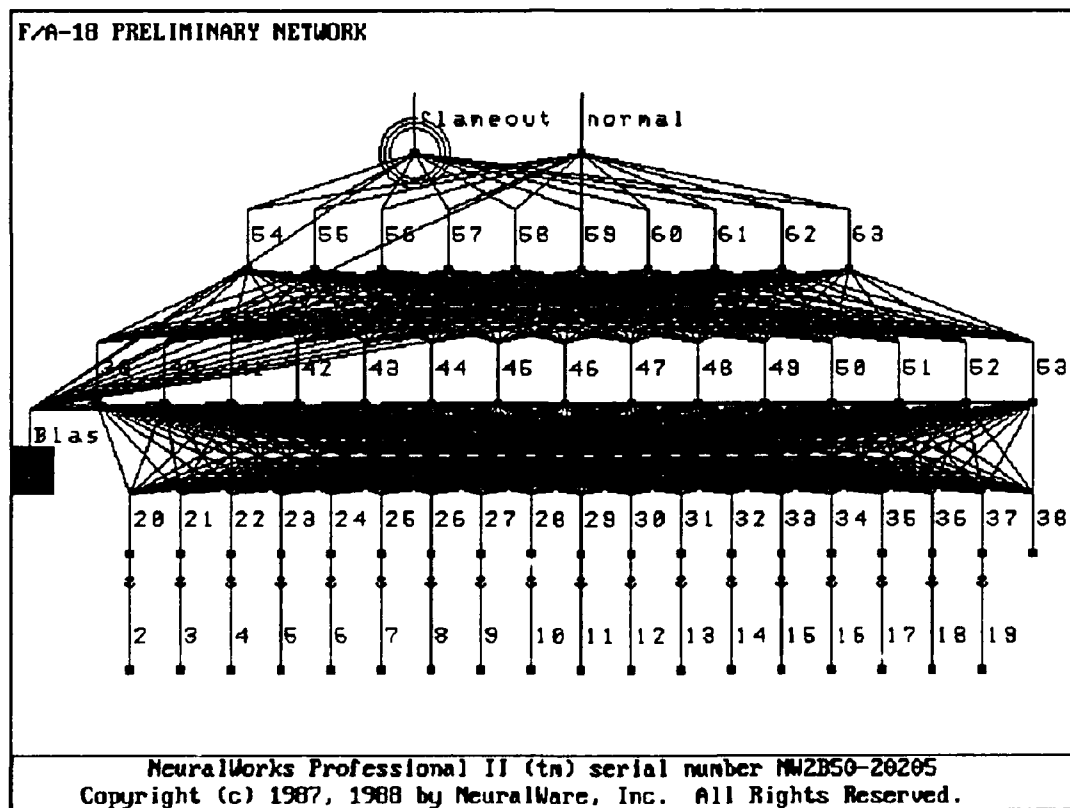 F/A-18 PRELIMINARY NETWORK
flameout normal
54 55 56 57 58 59 60 61 62 63
42 43 44 45 46 47 48 49 50 51 52 53
Bias
20 21 22 23 24 25 26 27 28 29 30 31 32 33 34 35 36 37 38
2 3 4 5 6 7 8 9 10 11 12 13 14 15 16 17 18 19
NeuralWorks Professional II (tm) serial number NW2B50-20205
Copyright (c) 1987, 1988 by NeuralWare, Inc. All Rights Reserved.